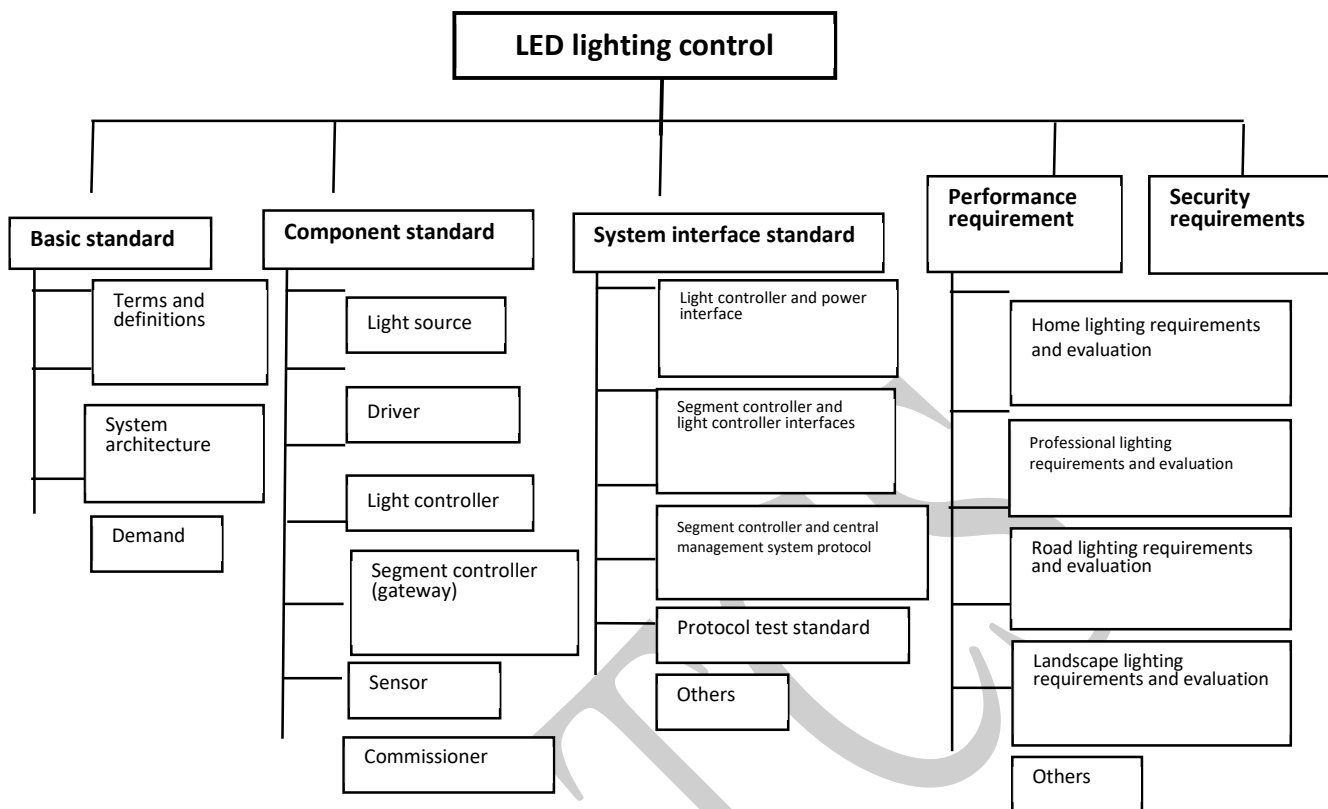 LED lighting control
Basic standard
Terms and
definitions
System
architecture
Demand
Component standard
Light source
Driver
Light controller
Segment controller
(gateway)
Sensor
Commissioner
System interface standard
Light controller and power
interface
Segment controller and
light controller interfaces
Segment controller and central
management system protocol
Protocol test standard
Others
Performance
requirement
Home lighting requirements
and evaluation
Professional lighting
requirements and evaluation
Road lighting requirements
and evaluation
Landscape lighting
requirements and evaluation
Others
Security
requirements